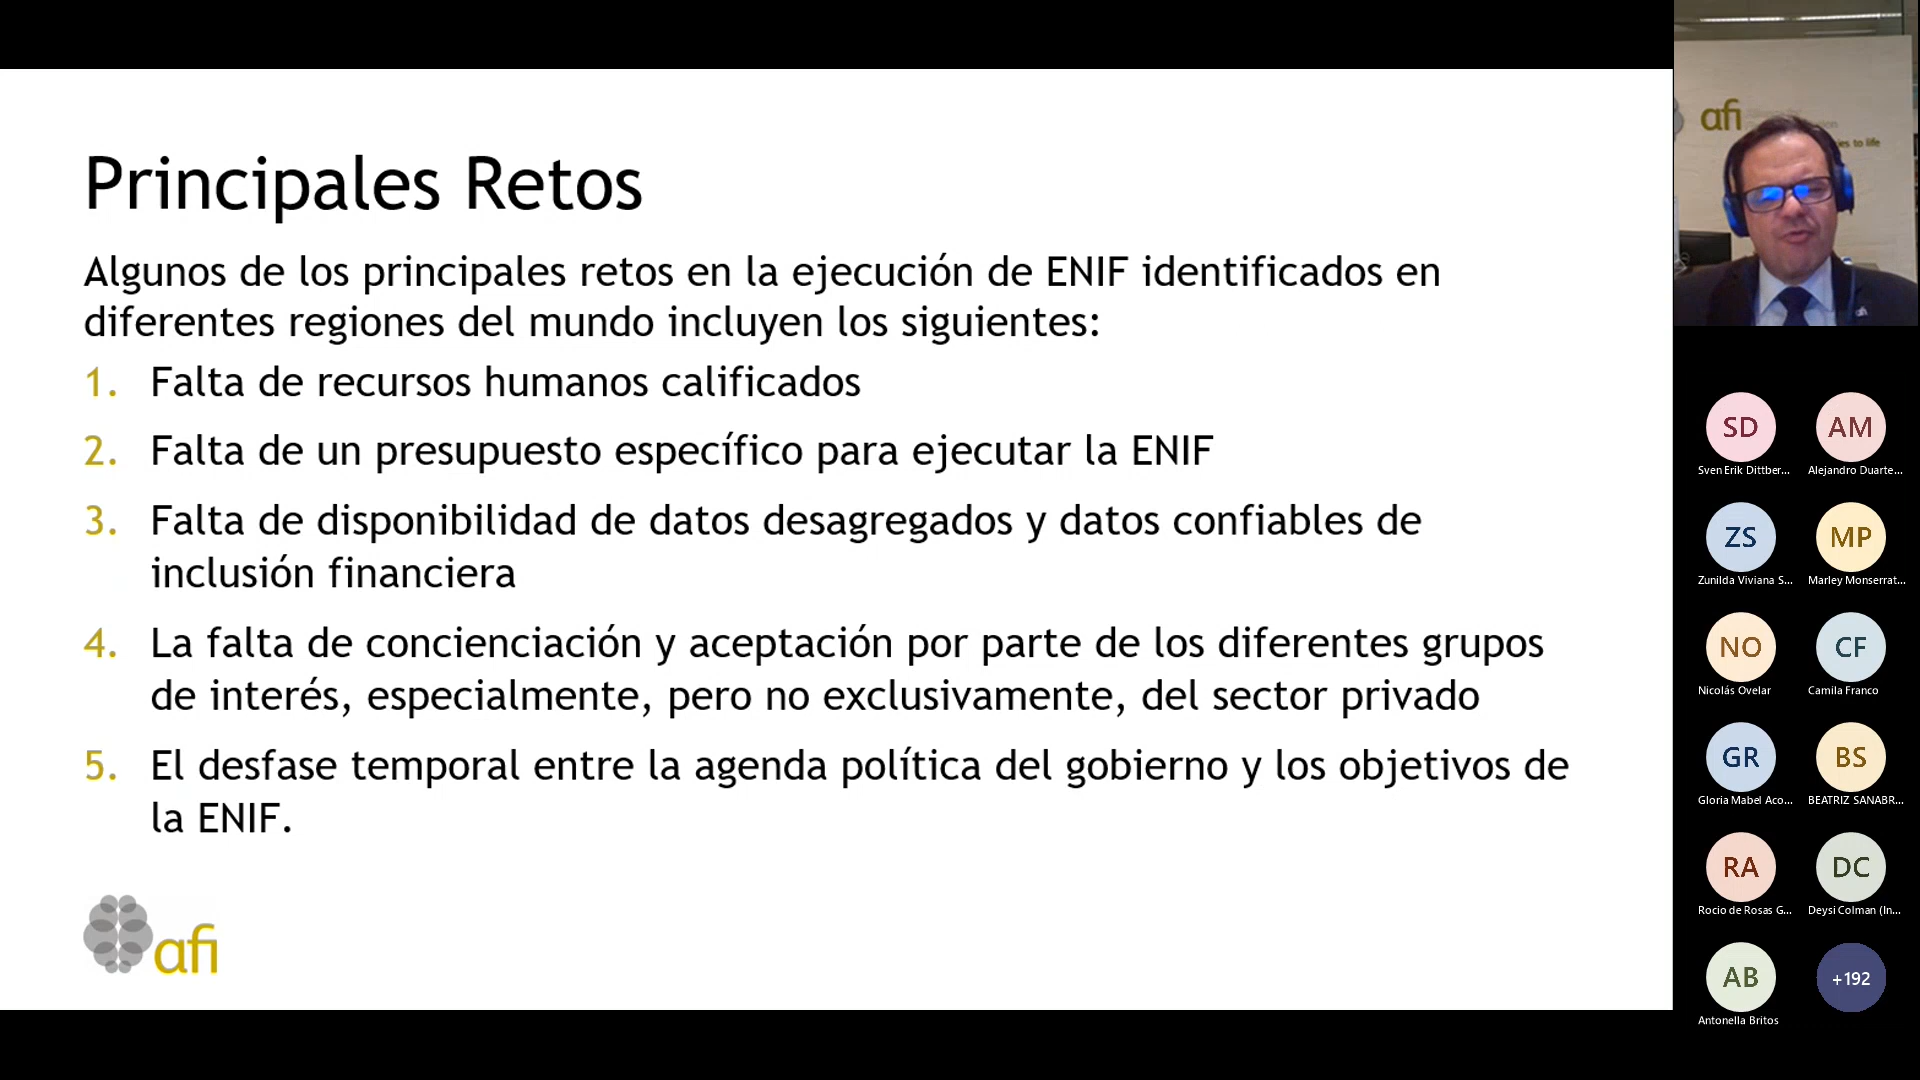 Principales Retos
Algunos de los principales retos en la ejecución de ENIF identificados en
diferentes regiones del mundo incluyen los siguientes:
1. Falta de recursos humanos calificados
2. Falta de un presupuesto específico para ejecutar la ENIF
3. Falta de disponibilidad de datos desagregados y datos confiables de
inclusión financiera
4. La falta de concienciación y aceptación por parte de los diferentes grupos
de interés, especialmente, pero no exclusivamente, del sector privado
5. El desfase temporal entre la agenda política del gobierno y los objetivos de
la ENIF.
afi
afi
ies to life
SD
AM
Sven Erik Dittber...
Alejandro Duarte...
ZS
MP
Zunilda Viviana S...
Marley Monserrat...
NO
CF
Nicolás Ovelar
Camila Franco
GR
BS
Gloria Mabel Aco...
BEATRIZ SANABR...
RA
DC
Rocio de Rosas G...
Deysi Colman (In...
AB
+192
Antonella Britos